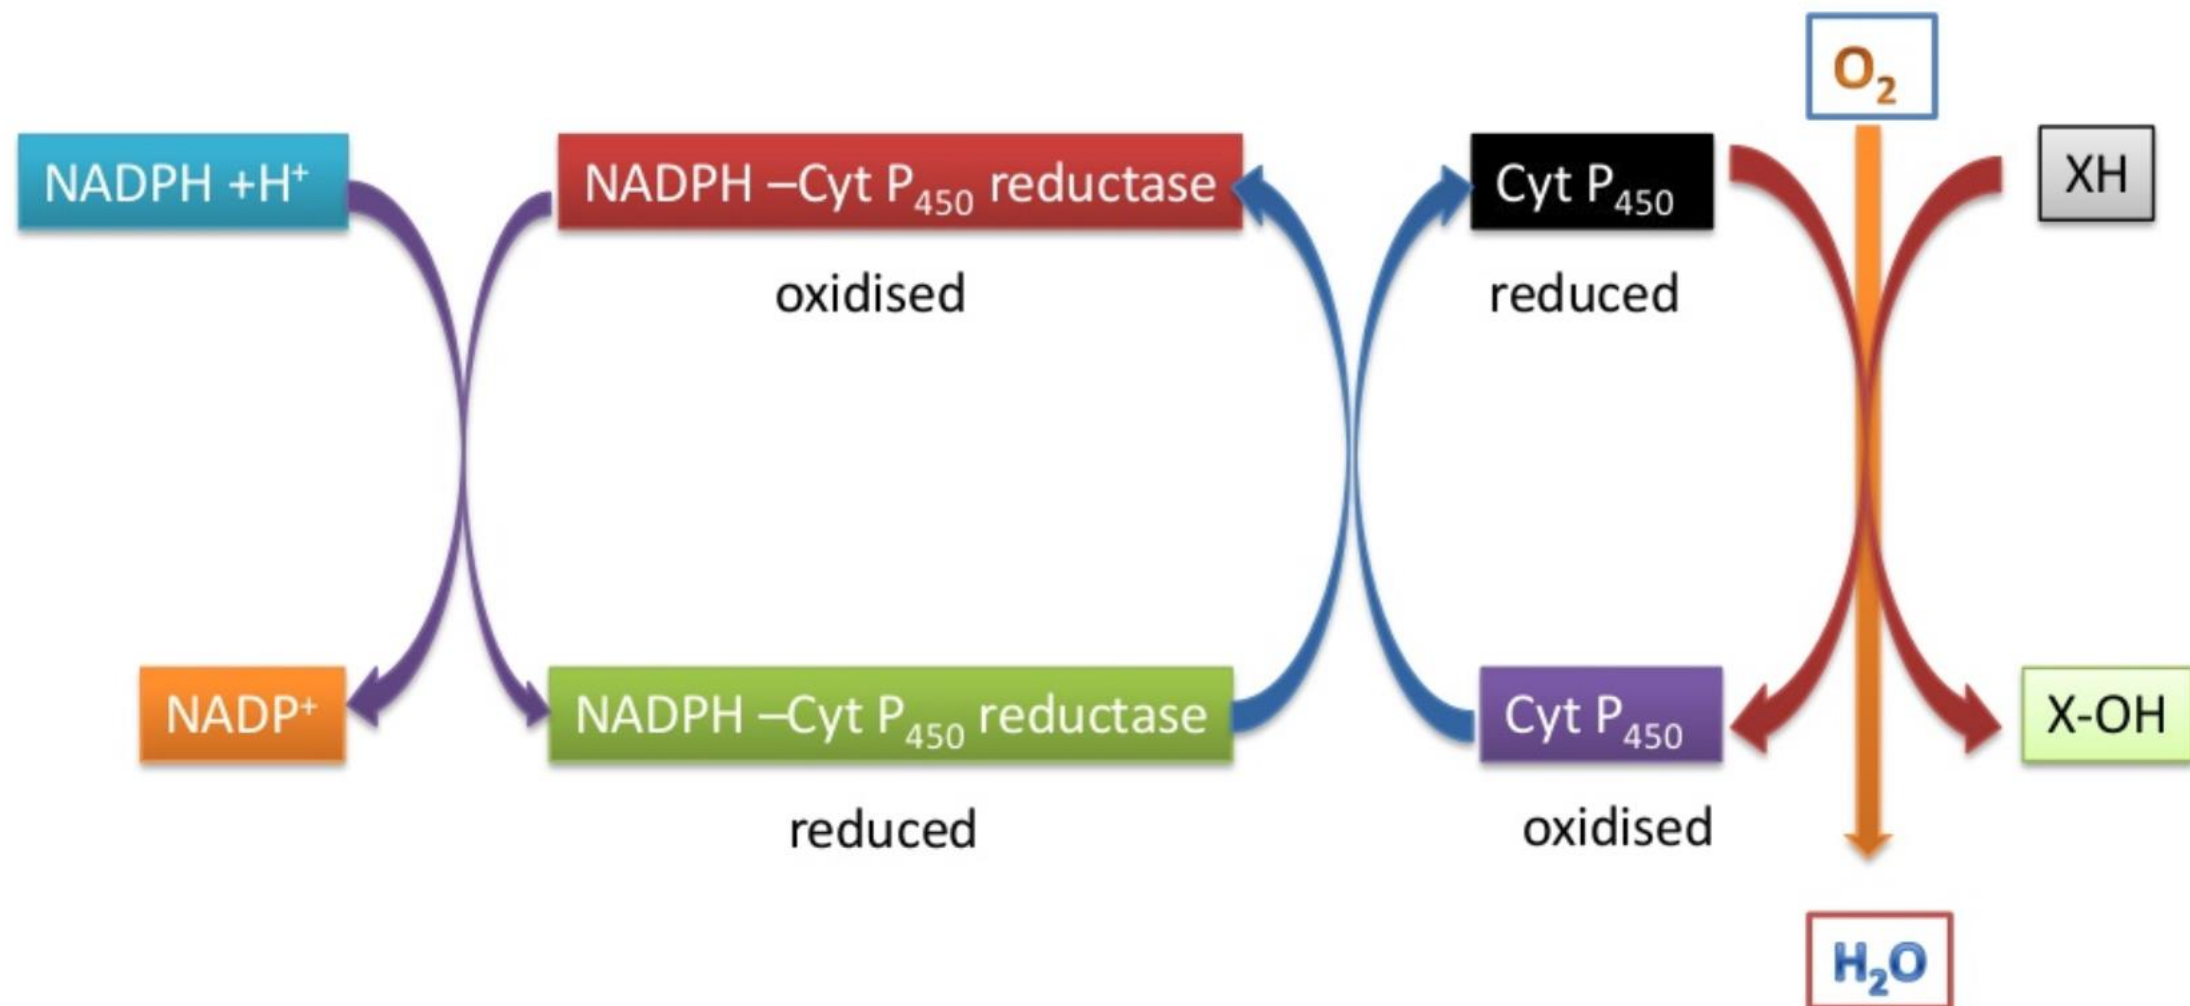 O₂
NADPH +H⁺
NADPH –Cyt P₄₅₀ reductase
Cyt P₄₅₀
XH
oxidised
reduced
NADP⁺
NADPH –Cyt P₄₅₀ reductase
Cyt P₄₅₀
X-OH
reduced
oxidised
H₂O